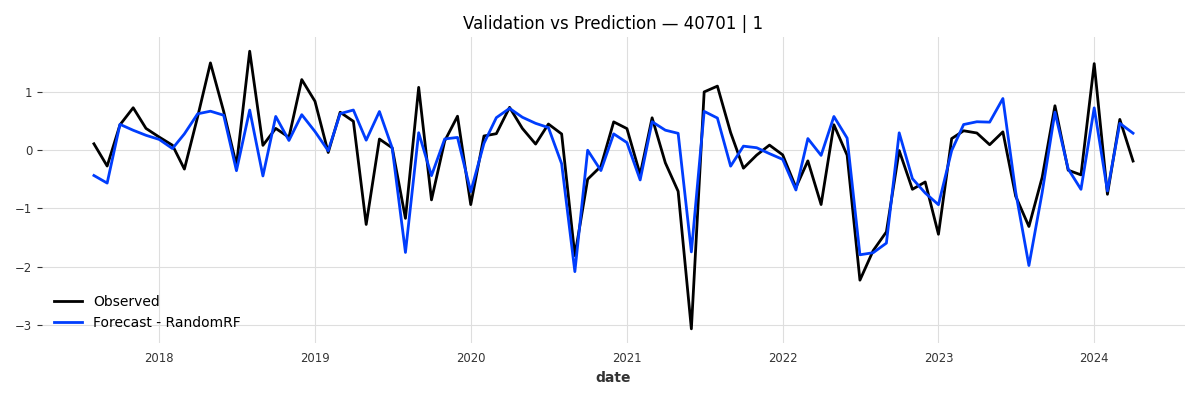 Validation vs Prediction — 40701 | 1
1
0
−1
−2
−3
Observed
Forecast - RandomRF
2018 2019 2020 2021 2022 2023 2024
date